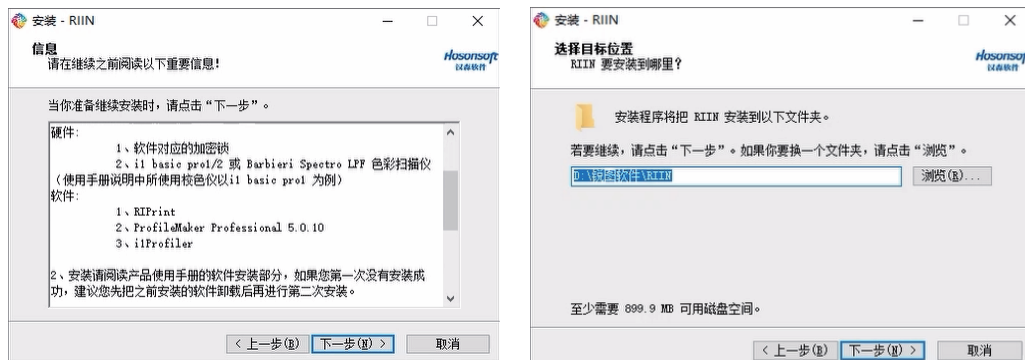 安装 - RIIN
信息
请在继续之前阅读以下重要信息!
Hosonsoft
汉森软件
当你准备继续安装时，请点击“下一步”。
硬件:
1、软件对应的加密锁
2、i1 basic pro1/2 或 Barbieri Spectro LPF 色彩扫描仪
（使用手册说明中所使用校色仪以i1 basic pro1 为例）
软件:
1、RIPrint
2、ProfileMaker Professional 5.0.10
3、i1Profiler
2、安装请阅读产品使用手册的软件安装部分，如果您第一次没有安装成
功，建议您先把之前安装的软件卸载后再进行第二次安装。
< 上一步(B)
下一步(N) >
取消
安装 - RIIN
选择目标位置
RIIN 要安装到哪里?
Hosonsof
汉森软件
安装程序将把 RIIN 安装到以下文件夹。
若要继续，请点击“下一步”。如果你要换一个文件夹，请点击“浏览”。
D:\锐图软件\RIIN
浏览(R)...
至少需要 899.9 MB 可用磁盘空间。
< 上一步(B)
下一步(N) >
取消